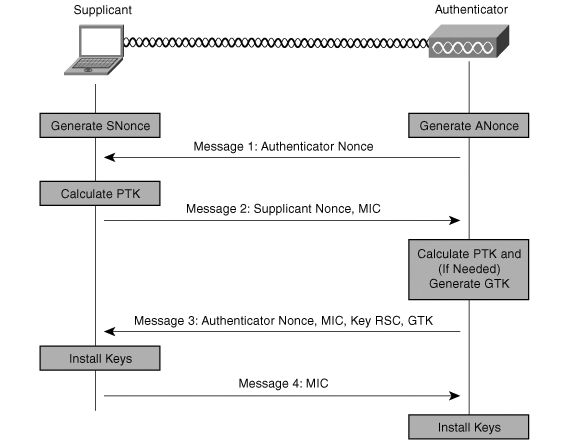 Supplicant
Authenticator
Generate SNonce
Generate ANonce
Message 1: Authenticator Nonce
Calculate PTK
Message 2: Supplicant Nonce, MIC
Calculate PTK and
(If Needed)
Generate GTK
Message 3: Authenticator Nonce, MIC, Key RSC, GTK
Install Keys
Message 4: MIC
Install Keys